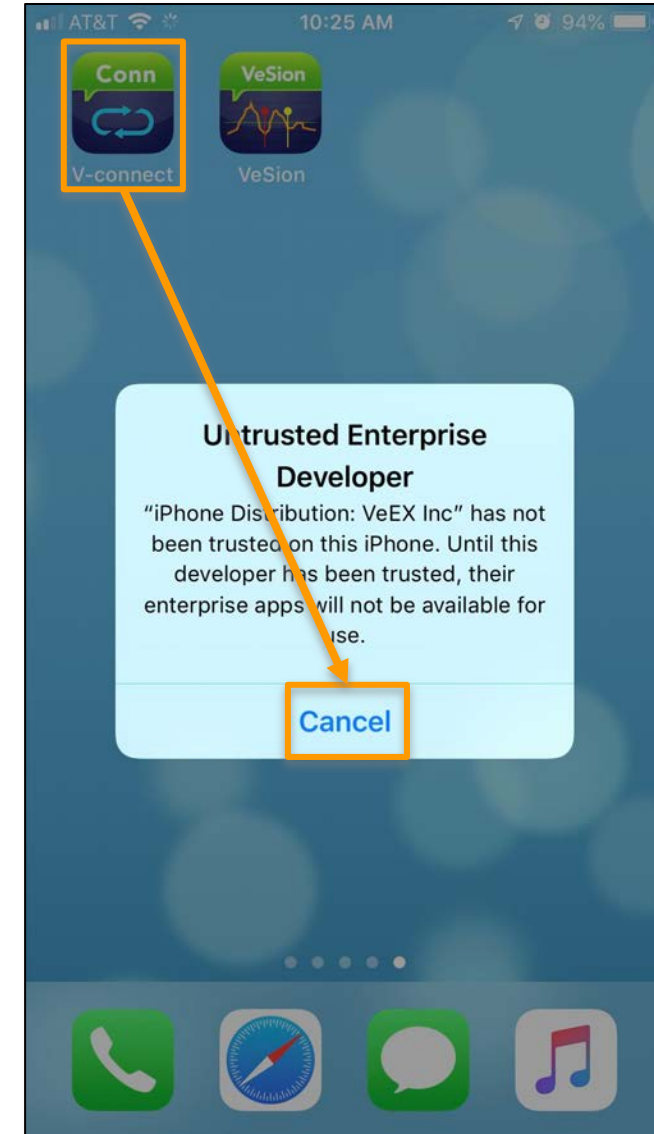 AT&T 10:25 AM 94%
Conn VeSion
V-connect VeSion
Untrusted Enterprise
Developer
“iPhone Distribution: VeEX Inc” has not
been trusted on this iPhone. Until this
developer has been trusted, their
enterprise apps will not be available for
use.
Cancel